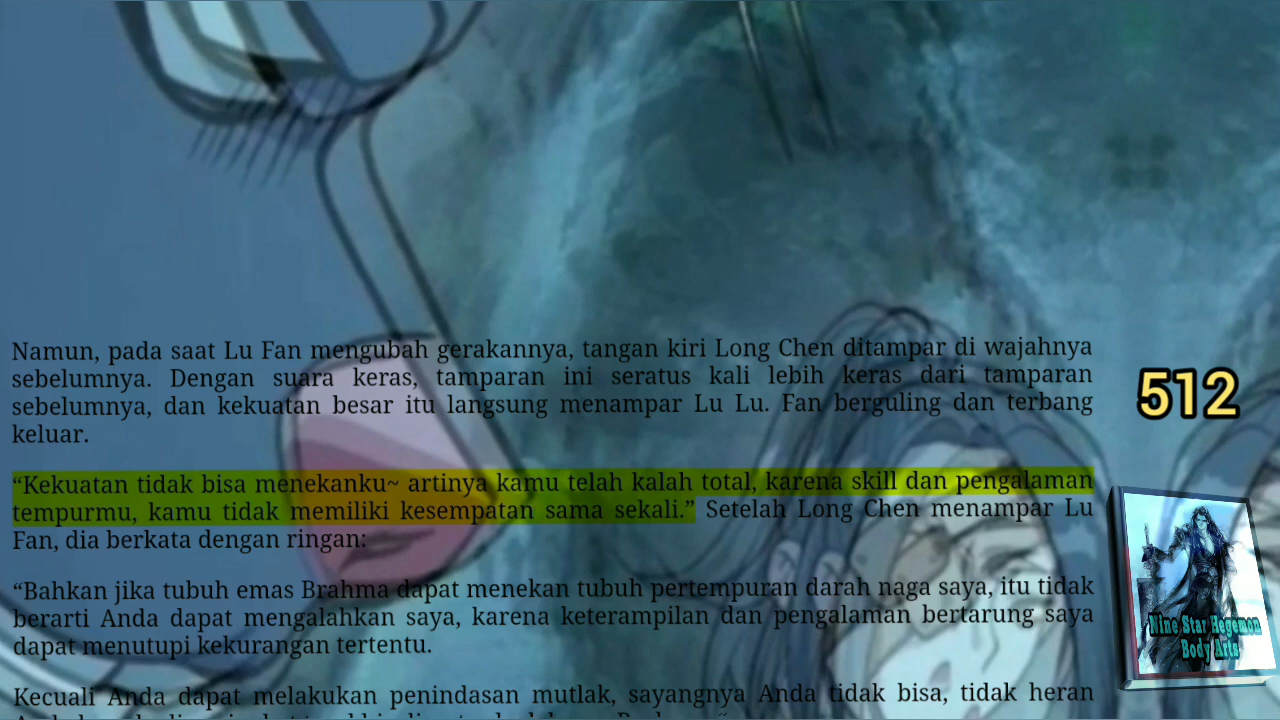 Namun, pada saat Lu Fan mengubah gerakannya, tangan kiri Long Chen ditampar di wajahnya
sebelumnya. Dengan suara keras, tamparan ini seratus kali lebih keras dari tamparan
sebelumnya, dan kekuatan besar itu langsung menampar Lu Lu. Fan berguling dan terbang
keluar.
“Kekuatan tidak bisa menekanku~ artinya kamu telah kalah total, karena skill dan pengalaman
tempurmu, kamu tidak memiliki kesempatan sama sekali.” Setelah Long Chen menampar Lu
Fan, dia berkata dengan ringan:
“Bahkan jika tubuh emas Brahma dapat menekan tubuh pertempuran darah naga saya, itu tidak
berarti Anda dapat mengalahkan saya, karena keterampilan dan pengalaman bertarung saya
dapat menutupi kekurangan tertentu.
Kecuali Anda dapat melakukan penindasan mutlak, sayangnya Anda tidak bisa, tidak heran
512
Nine Star Hegemon
Body Arts